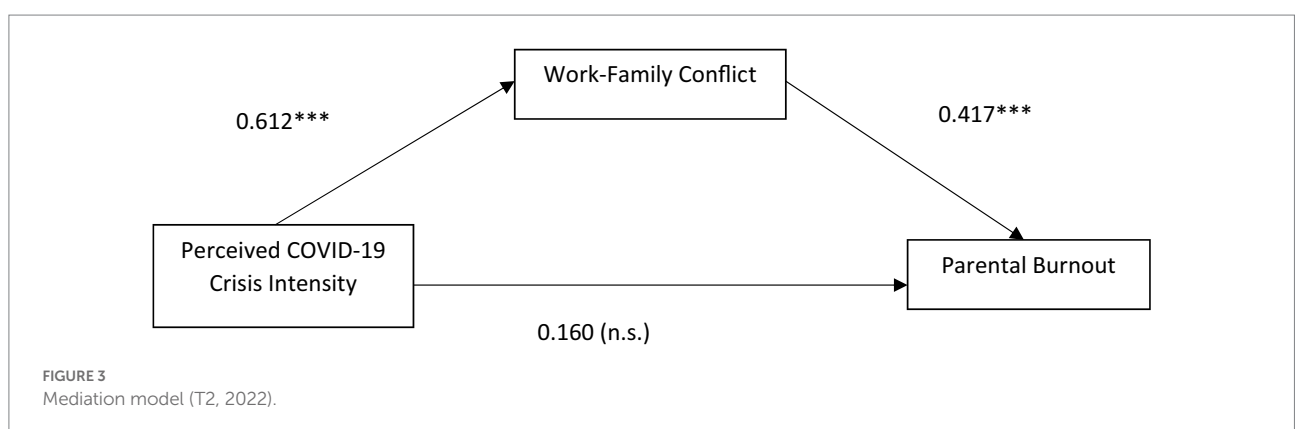 Work-Family Conflict
0.612***
0.417***
Perceived COVID-19
Crisis Intensity
Parental Burnout
0.160 (n.s.)
FIGURE 3
Mediation model (T2, 2022).